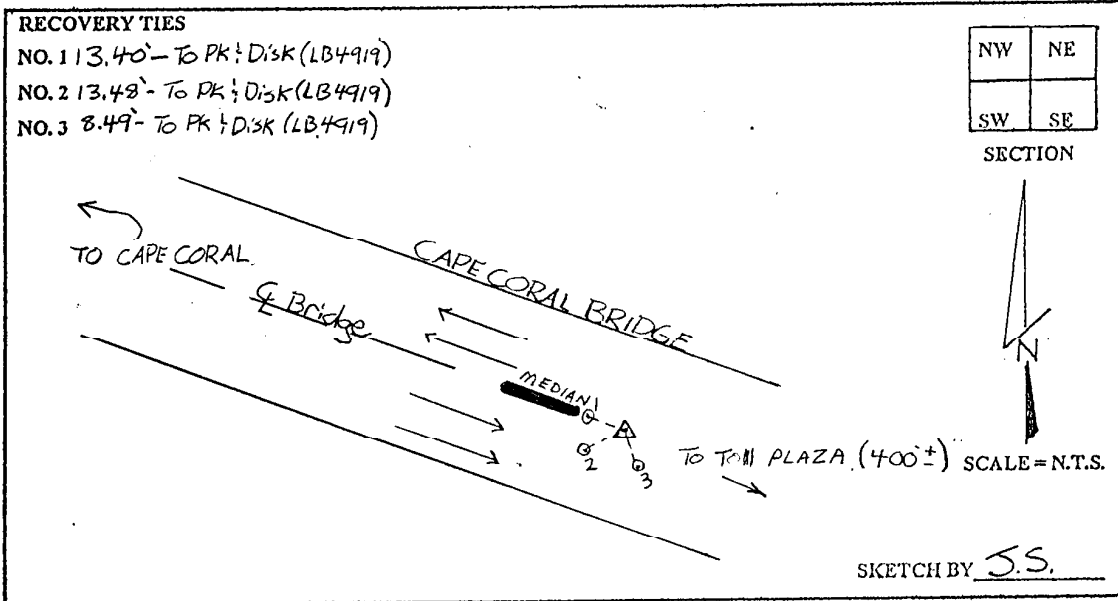 RECOVERY TIES
NO. 1 13.40'- TO PK & DISK (LB4919)
NO. 2 13.48'- TO PK & DISK (LB4919)
NO. 3 8.49'- TO PK & DISK (LB4919)
NW NE
SW SE
SECTION
TO CAPE CORAL
CAPE CORAL BRIDGE
℄ Bridge
MEDIAN
1
2
3
N
TO TOll PLAZA (400'±)
SCALE = N.T.S.
SKETCH BY J.S.